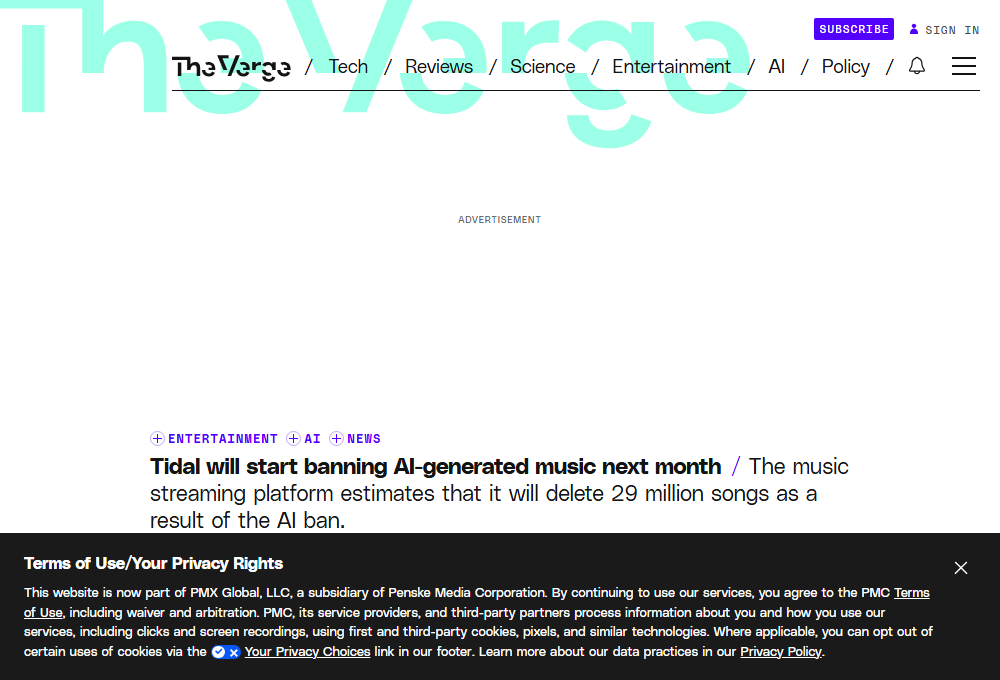 The Verge
SUBSCRIBE SIGN IN
The Verge / Tech / Reviews / Science / Entertainment / AI / Policy /
ADVERTISEMENT
ENTERTAINMENT AI NEWS
Tidal will start banning AI-generated music next month / The music
streaming platform estimates that it will delete 29 million songs as a
result of the AI ban.
Terms of Use/Your Privacy Rights
This website is now part of PMX Global, LLC, a subsidiary of Penske Media Corporation. By continuing to use our services, you agree to the PMC Terms
of Use, including waiver and arbitration. PMC, its service providers, and third-party partners process information about you and how you use our
services, including clicks and screen recordings, using first and third-party cookies, pixels, and similar technologies. Where applicable, you can opt out of
certain uses of cookies via the Your Privacy Choices link in our footer. Learn more about our data practices in our Privacy Policy.